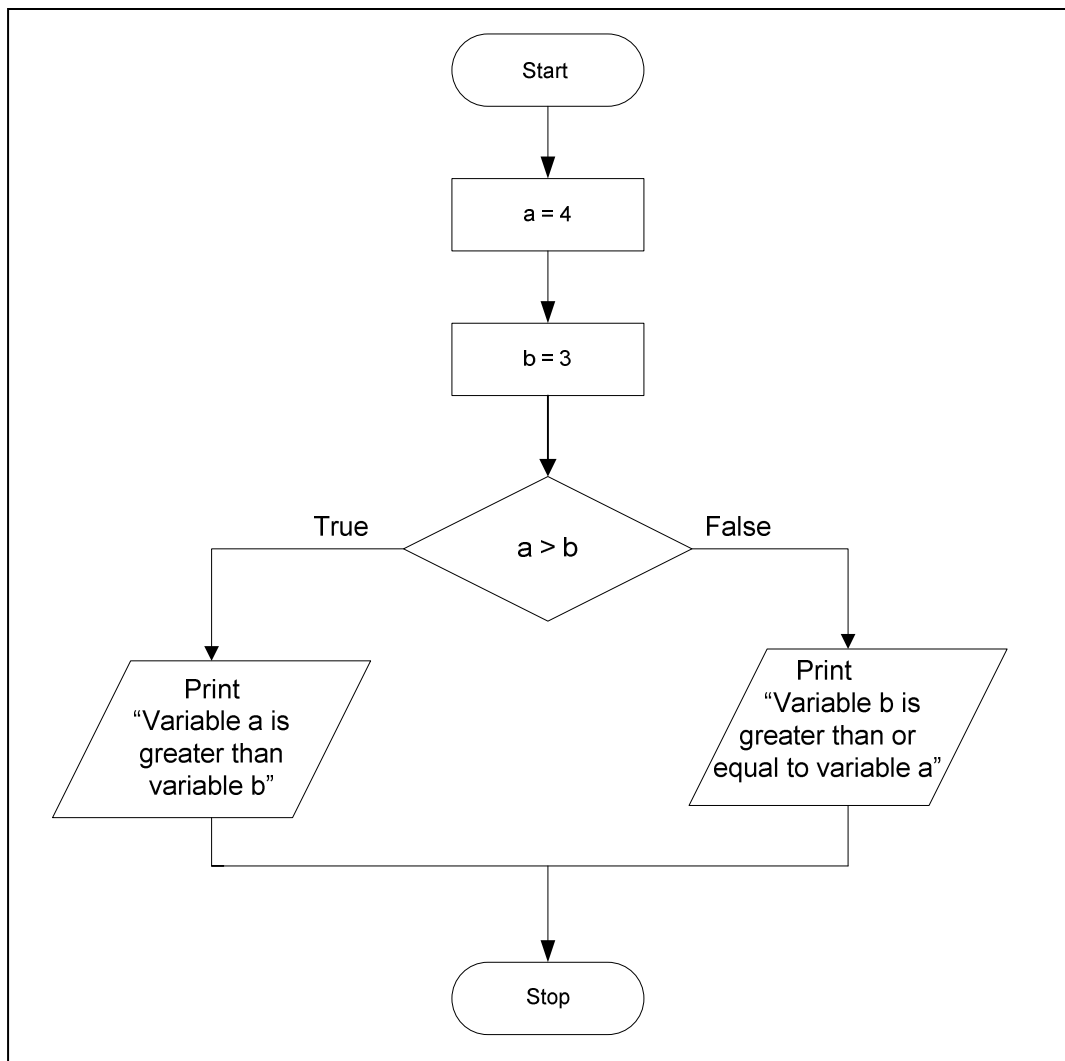 Start
a = 4
b = 3
True
False
a > b
Print
“Variable a is
greater than
variable b”
Print
“Variable b is
greater than or
equal to variable a”
Stop